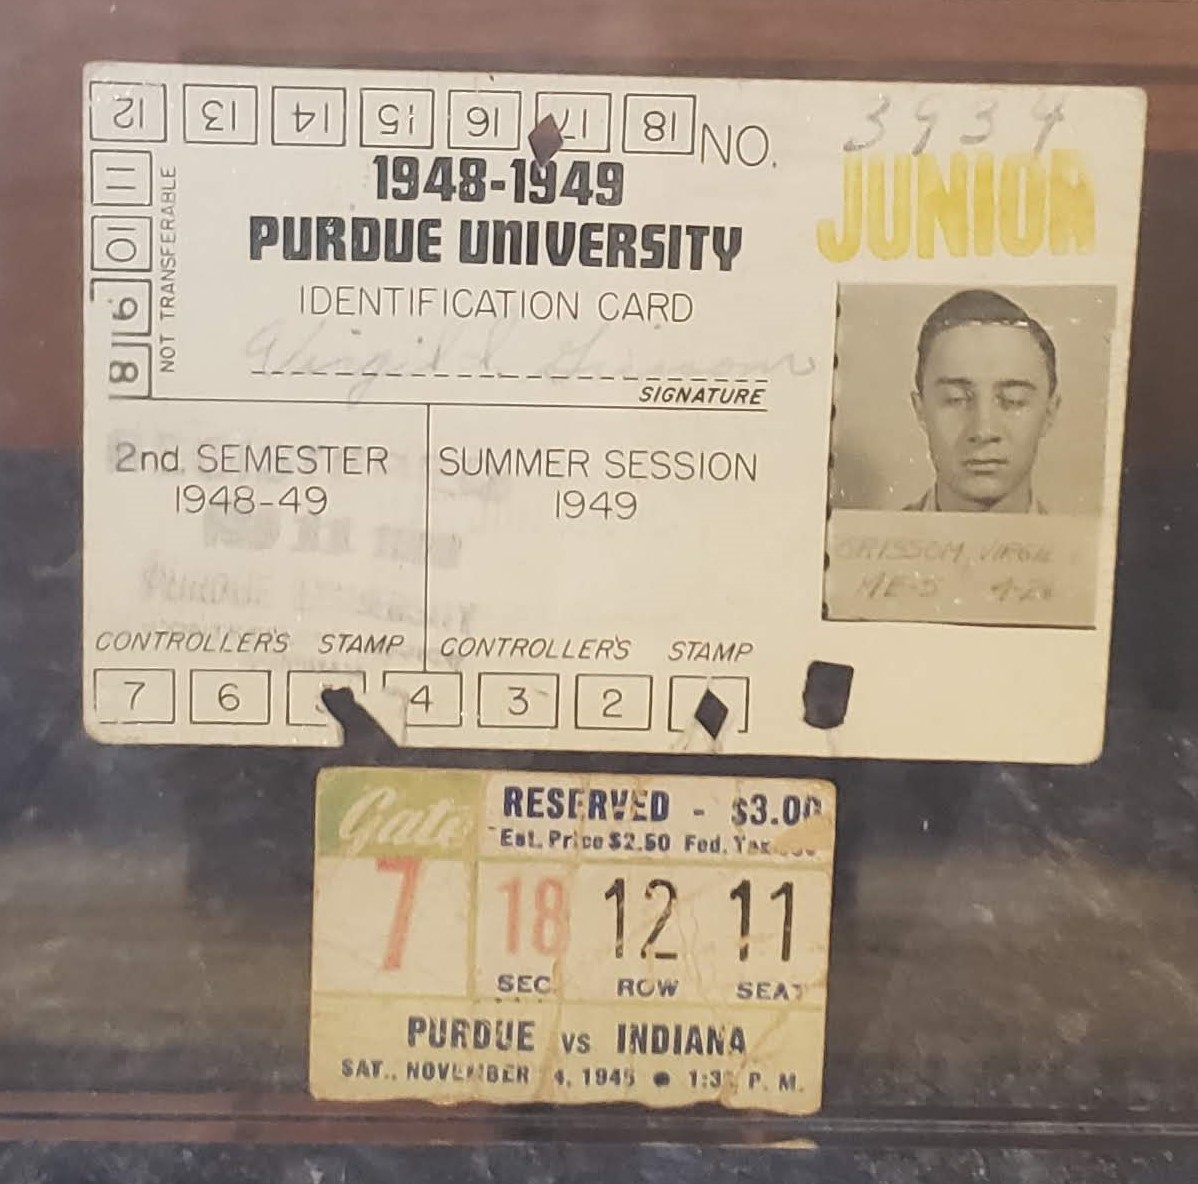 12 13 14 15 16 17 18 NO. 3934
JUNIOR
11
10
9
8
NOT TRANSFERABLE
1948-1949
PURDUE UNIVERSITY
IDENTIFICATION CARD
Virgil I Grissom
SIGNATURE
2nd. SEMESTER
1948-49
SUMMER SESSION
1949
GRISSOM, VIRGIL
ME-5
CONTROLLER'S STAMP CONTROLLER'S STAMP
7 6 4 3 2
Gate
7
RESERVED - $3.00
Est. Price $2.50 Fed. Tax
18 12 11
SEC. ROW SEAT
PURDUE vs INDIANA
SAT., NOVEMBER 4, 1945 P. M.